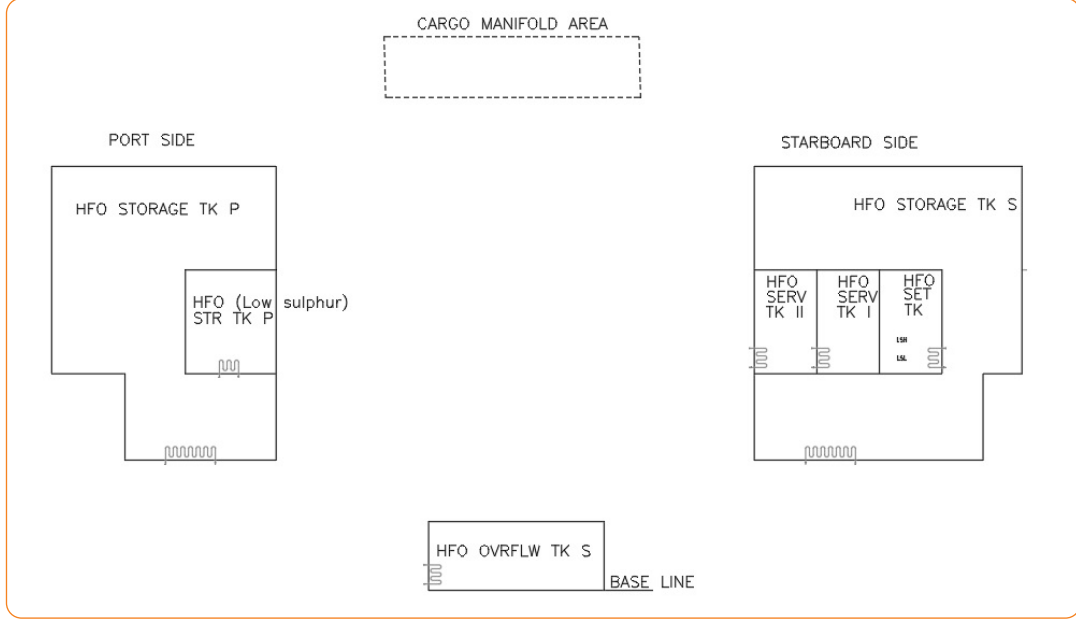 CARGO MANIFOLD AREA
PORT SIDE
STARBOARD SIDE
HFO STORAGE TK P
HFO STORAGE TK S
HFO (Low sulphur)
STR TK P
HFO
SERV
TK II
HFO
SERV
TK I
HFO
SET
TK
LSH
LSL
HFO OVRFLW TK S
BASE LINE